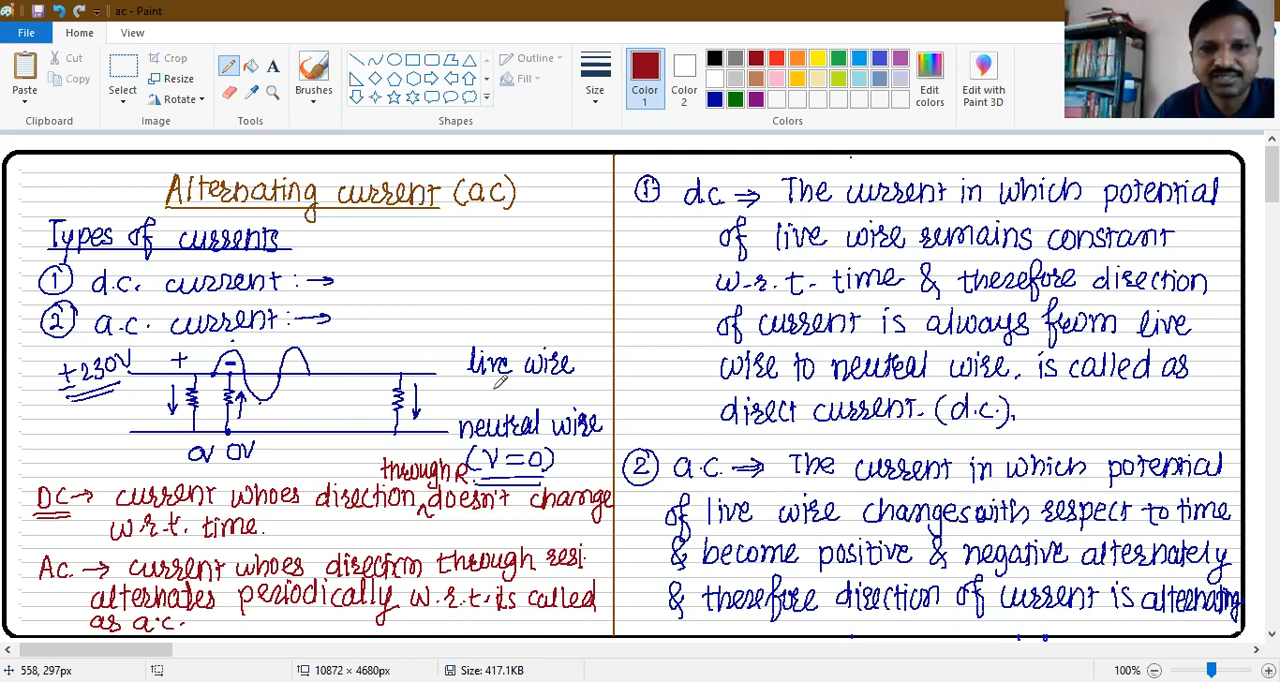 ac - Paint
File
Home
View
Paste
Cut
Copy
Clipboard
Select
Crop
Resize
Rotate
Image
A
Tools
Brushes
Outline
Fill
Shapes
Size
Color 1
Color 2
Edit colors
Edit with Paint 3D
Colors
Alternating current (ac)
Types of currents
① d.c. current :→
② a.c. current :→
±230V + -
live wire
neutral wire
0V 0V
(V = 0)
through R.
DC → current whoes direction ^ doesn't change
w.r.t. time.
Ac. → current whoes direction through resi.
alternates periodically w.r.t. is called
as a.c.
① d.c. ⇒ The current in which potential
of live wire remains constant
w.r.t. time & therefore direction
of current is always from live
wire to neutral wire. is called as
direct current. (d.c.).
② a.c. ⇒ The current in which potential
of live wire changes with respect to time
& become positive & negative alternately
& therefore direction of current is alternating
558, 297px
10872 × 4680px
Size: 417.1KB
100%